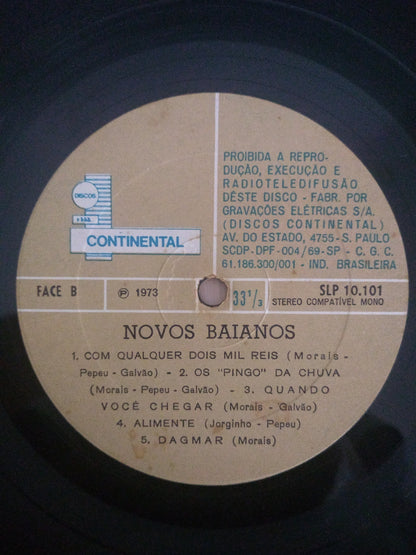 PROIBIDA A REPRO-
DUÇÃO, EXECUÇÃO E
RADIOTELEDIFUSÃO
DÊSTE DISCO - FABR. POR
GRAVAÇÕES ELÉTRICAS S/A.
(DISCOS CONTINENTAL)
AV. DO ESTADO, 4755 - S. PAULO
SCDP-DPF-004/69-SP - C. G. C.
61.186.300/001 - IND. BRASILEIRA
DISCOS
CONTINENTAL
FACE B
Ⓟ 1973
33 1/3
SLP 10.101
STEREO COMPATÍVEL MONO
NOVOS BAIANOS
1. COM QUALQUER DOIS MIL REIS (Morais -
Pepeu - Galvão) - 2. OS "PINGO" DA CHUVA
(Morais - Pepeu - Galvão) - 3. QUANDO
VOCÊ CHEGAR (Morais - Galvão)
4. ALIMENTE (Jorginho - Pepeu)
5. DAGMAR (Morais)